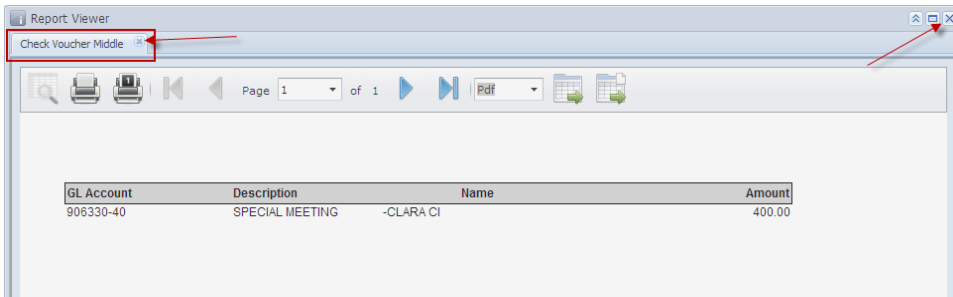 Report Viewer
Check Voucher Middle
Page 1 of 1 Pdf
GL Account Description Name Amount
906330-40 SPECIAL MEETING -CLARA CI 400.00